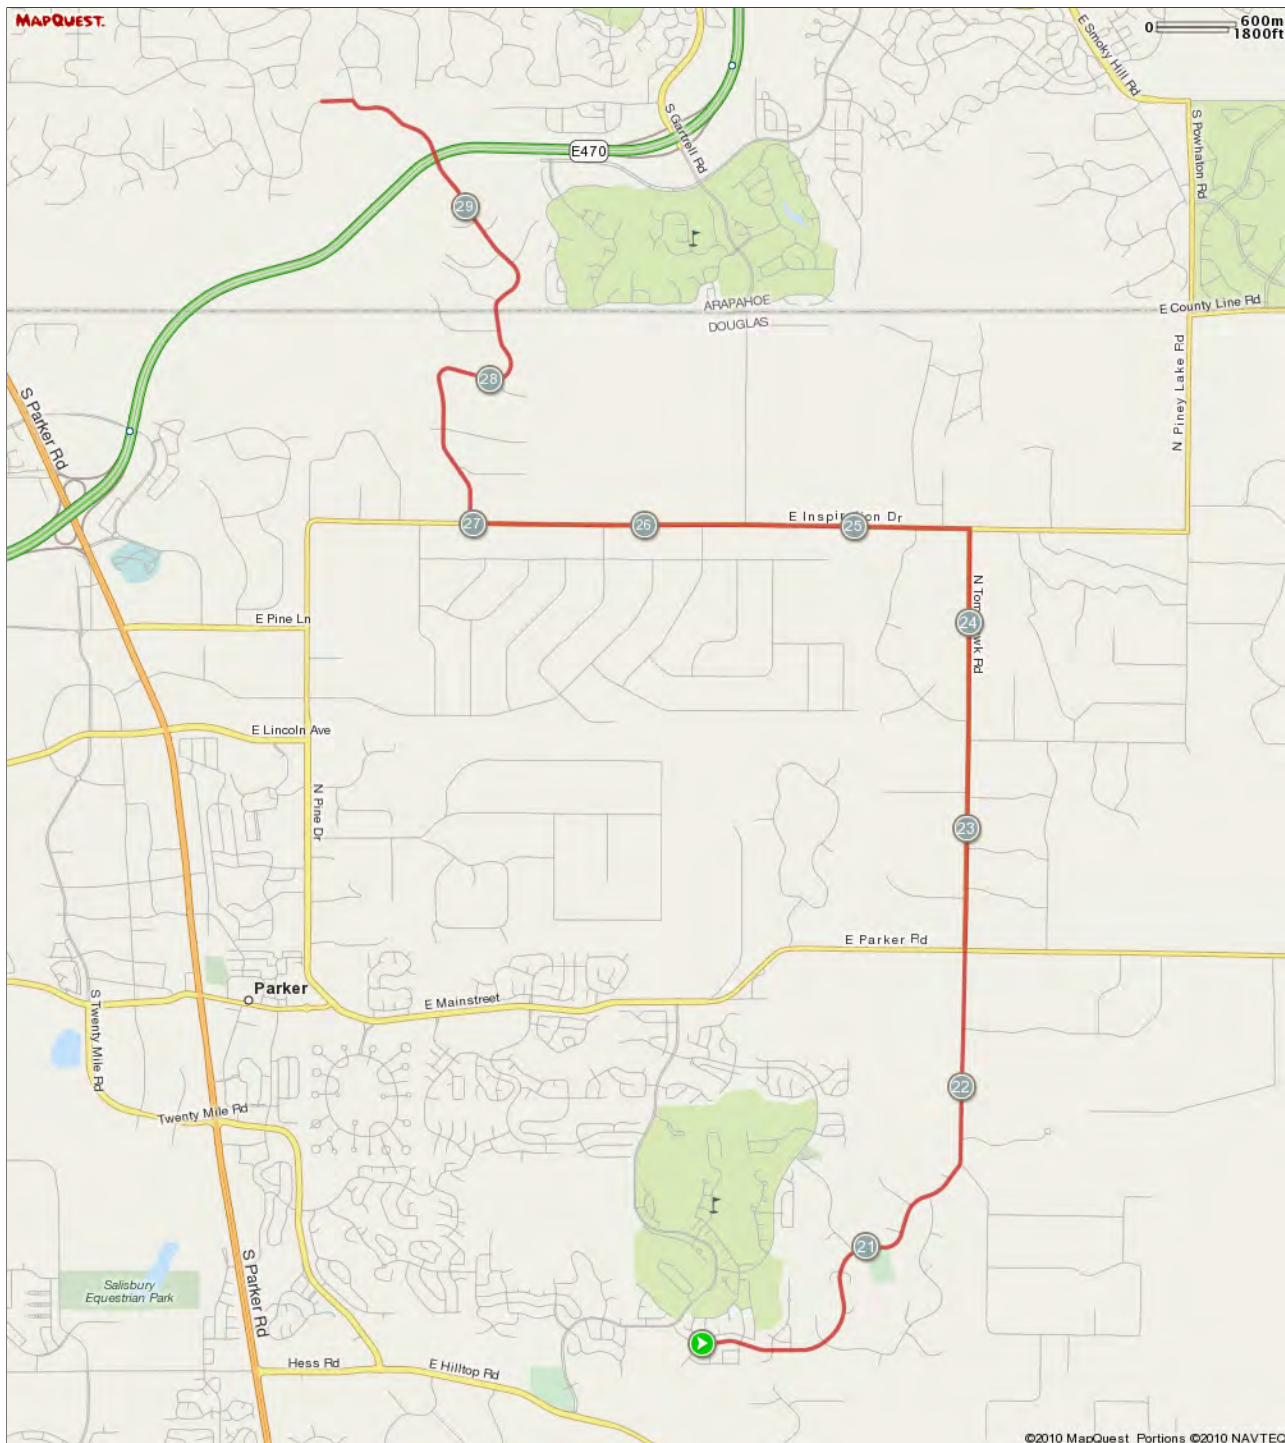 MAPQUEST.
0 600m
1800ft
E Smoky Hill Rd
S Powhaton Rd
S Gartrell Rd
E470
29
ARAPAHOE
DOUGLAS
E County Line Rd
N Piney Lake Rd
28
S Parker Rd
27
26
E Inspiration Dr
25
E Pine Ln
24
N Tomahawk Rd
E Lincoln Ave
N Pine Dr
23
E Parker Rd
Parker
E Mainstreet
S Twenty Mile Rd
22
Twenty Mile Rd
21
Salisbury
Equestrian Park
S Parker Rd
Hess Rd
E Hilltop Rd
©2010 MapQuest Portions ©2010 NAVTEQ